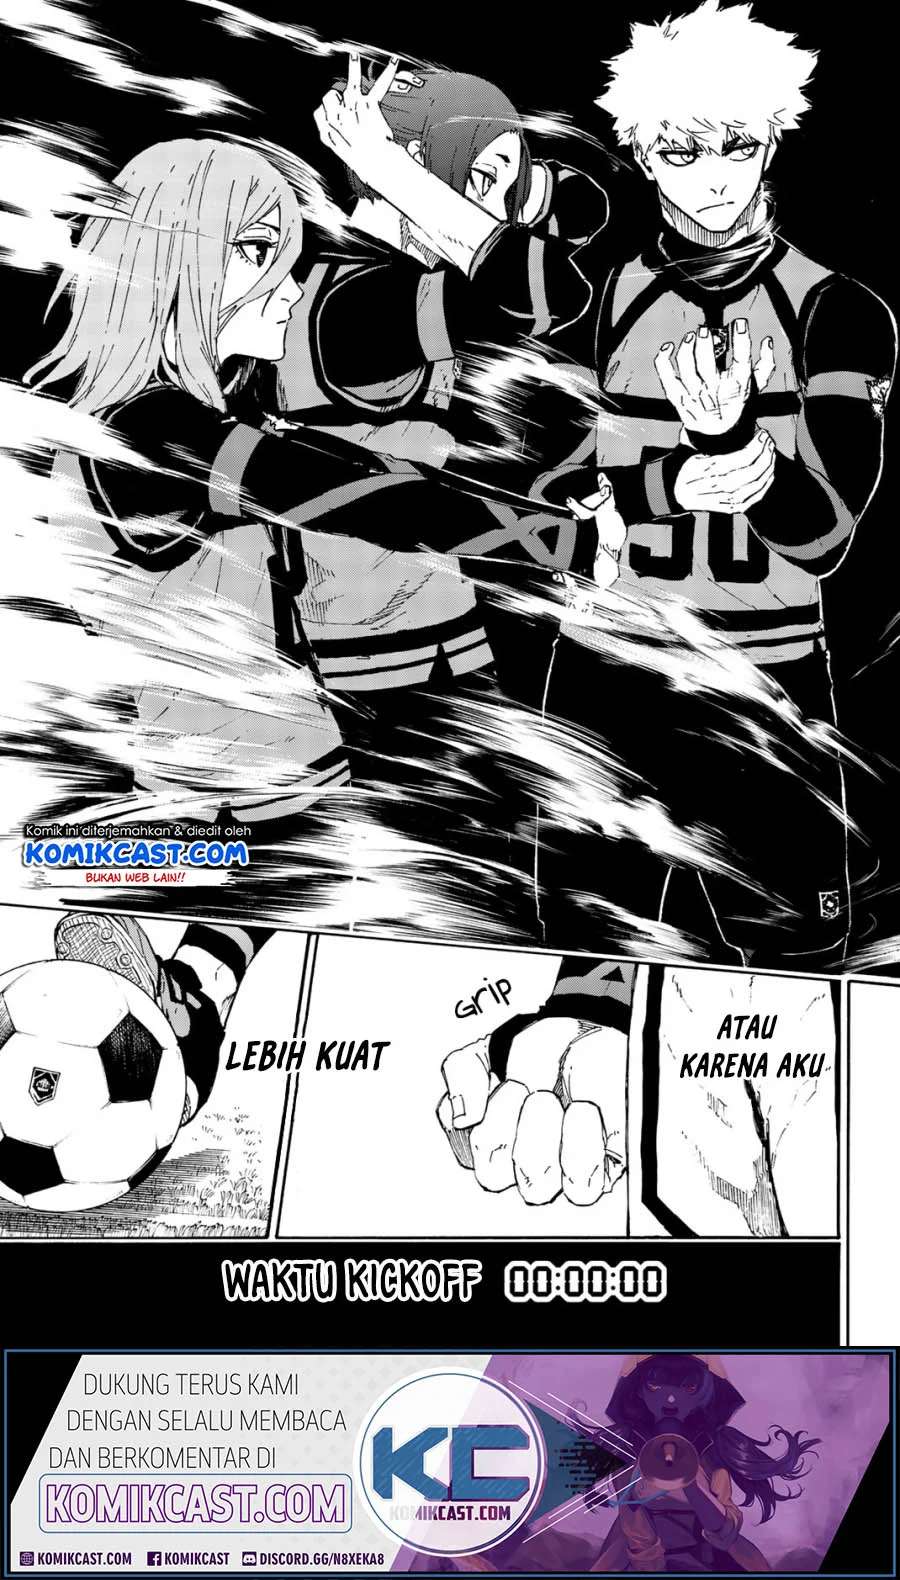 Komik ini diterjemahkan & diedit oleh
KOMIKCAST.COM
BUKAN WEB LAIN!!
ATAU
KARENA AKU
Grip
LEBIH KUAT
WAKTU KICKOFF 00:00:00
DUKUNG TERUS KAMI
DENGAN SELALU MEMBACA
DAN BERKOMENTAR DI
KOMIKCAST.COM
KOMIKCAST.COM
KOMIKCAST
DISCORD.GG/N8XEKA8
KC
KOMIKCAST.COM